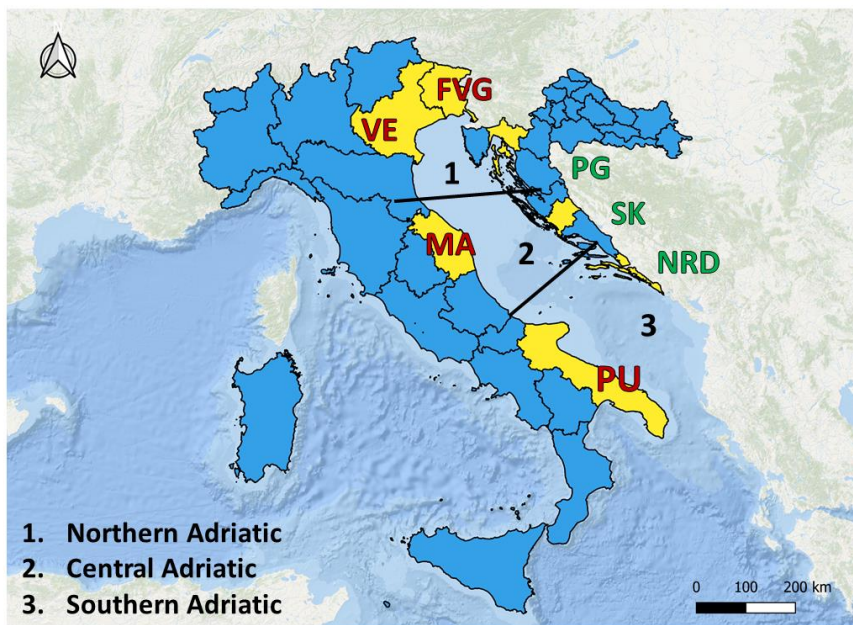 FVG
VE
1
PG
SK
MA
2
NRD
3
PU
1. Northern Adriatic
2. Central Adriatic
3. Southern Adriatic
0 100 200 km